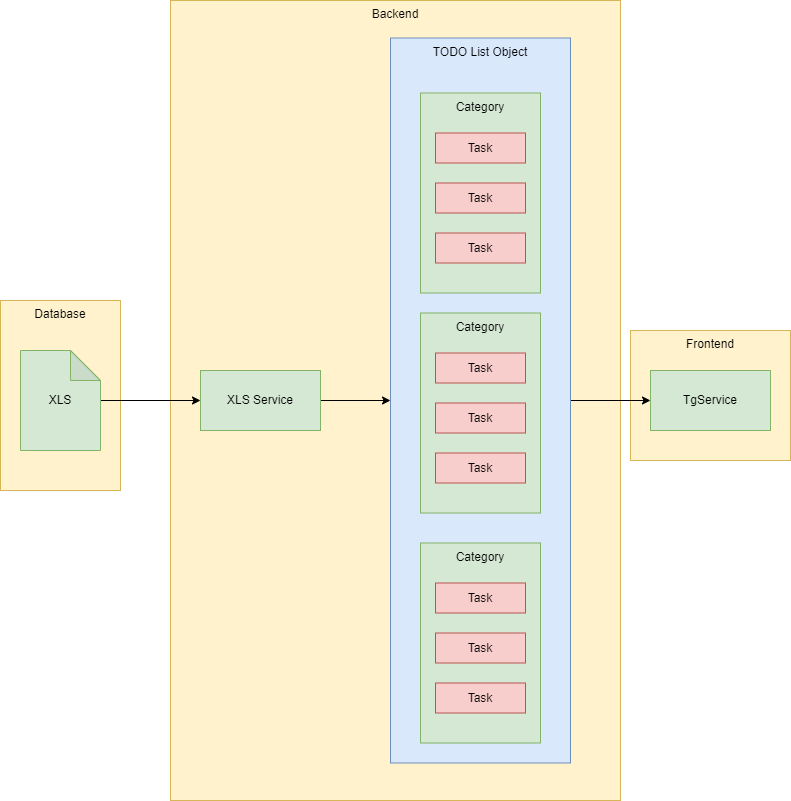 Backend
TODO List Object
Category
Task
Task
Task
Database
XLS
XLS Service
Category
Task
Task
Task
Frontend
TgService
Category
Task
Task
Task